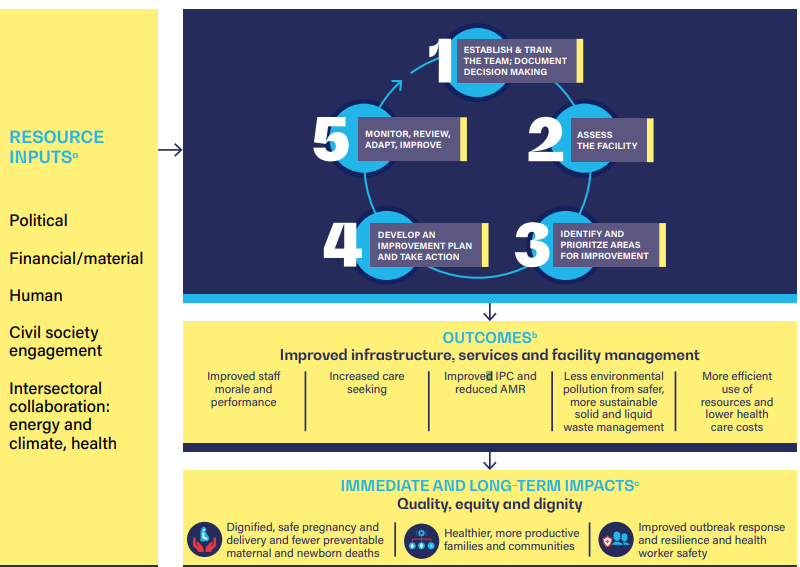 RESOURCE
INPUTSᵃ
Political
Financial/material
Human
Civil society
engagement
Intersectoral
collaboration:
energy and
climate, health
1
ESTABLISH & TRAIN
THE TEAM; DOCUMENT
DECISION MAKING
2
ASSESS
THE FACILITY
3
IDENTIFY AND
PRIORITIZE AREAS
FOR IMPROVEMENT
4
DEVELOP AN
IMPROVEMENT PLAN
AND TAKE ACTION
5
MONITOR, REVIEW,
ADAPT, IMPROVE
OUTCOMESᵇ
Improved infrastructure, services and facility management
Improved staff
morale and
performance
Increased care
seeking
Improved IPC and
reduced AMR
Less environmental
pollution from safer,
more sustainable
solid and liquid
waste management
More efficient
use of
resources and
lower health
care costs
IMMEDIATE AND LONG-TERM IMPACTSᶜ
Quality, equity and dignity
Dignified, safe pregnancy and
delivery and fewer preventable
maternal and newborn deaths
Healthier, more productive
families and communities
Improved outbreak response
and resilience and health
worker safety